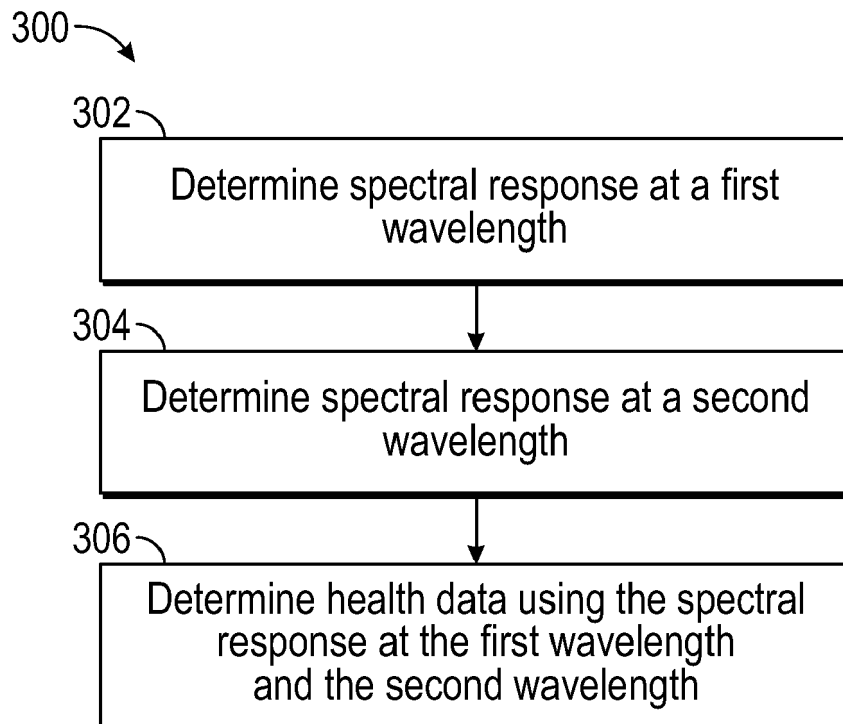 300
302
Determine spectral response at a first
wavelength
304
Determine spectral response at a second
wavelength
306
Determine health data using the spectral
response at the first wavelength
and the second wavelength